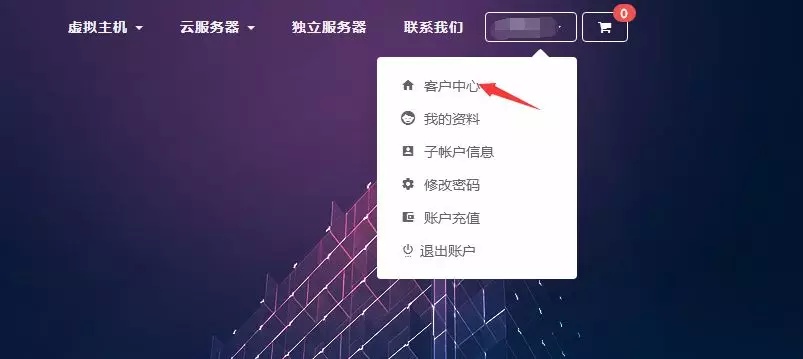 虚拟主机 云服务器 独立服务器 联系我们 0
客户中心
我的资料
子帐户信息
修改密码
账户充值
退出账户